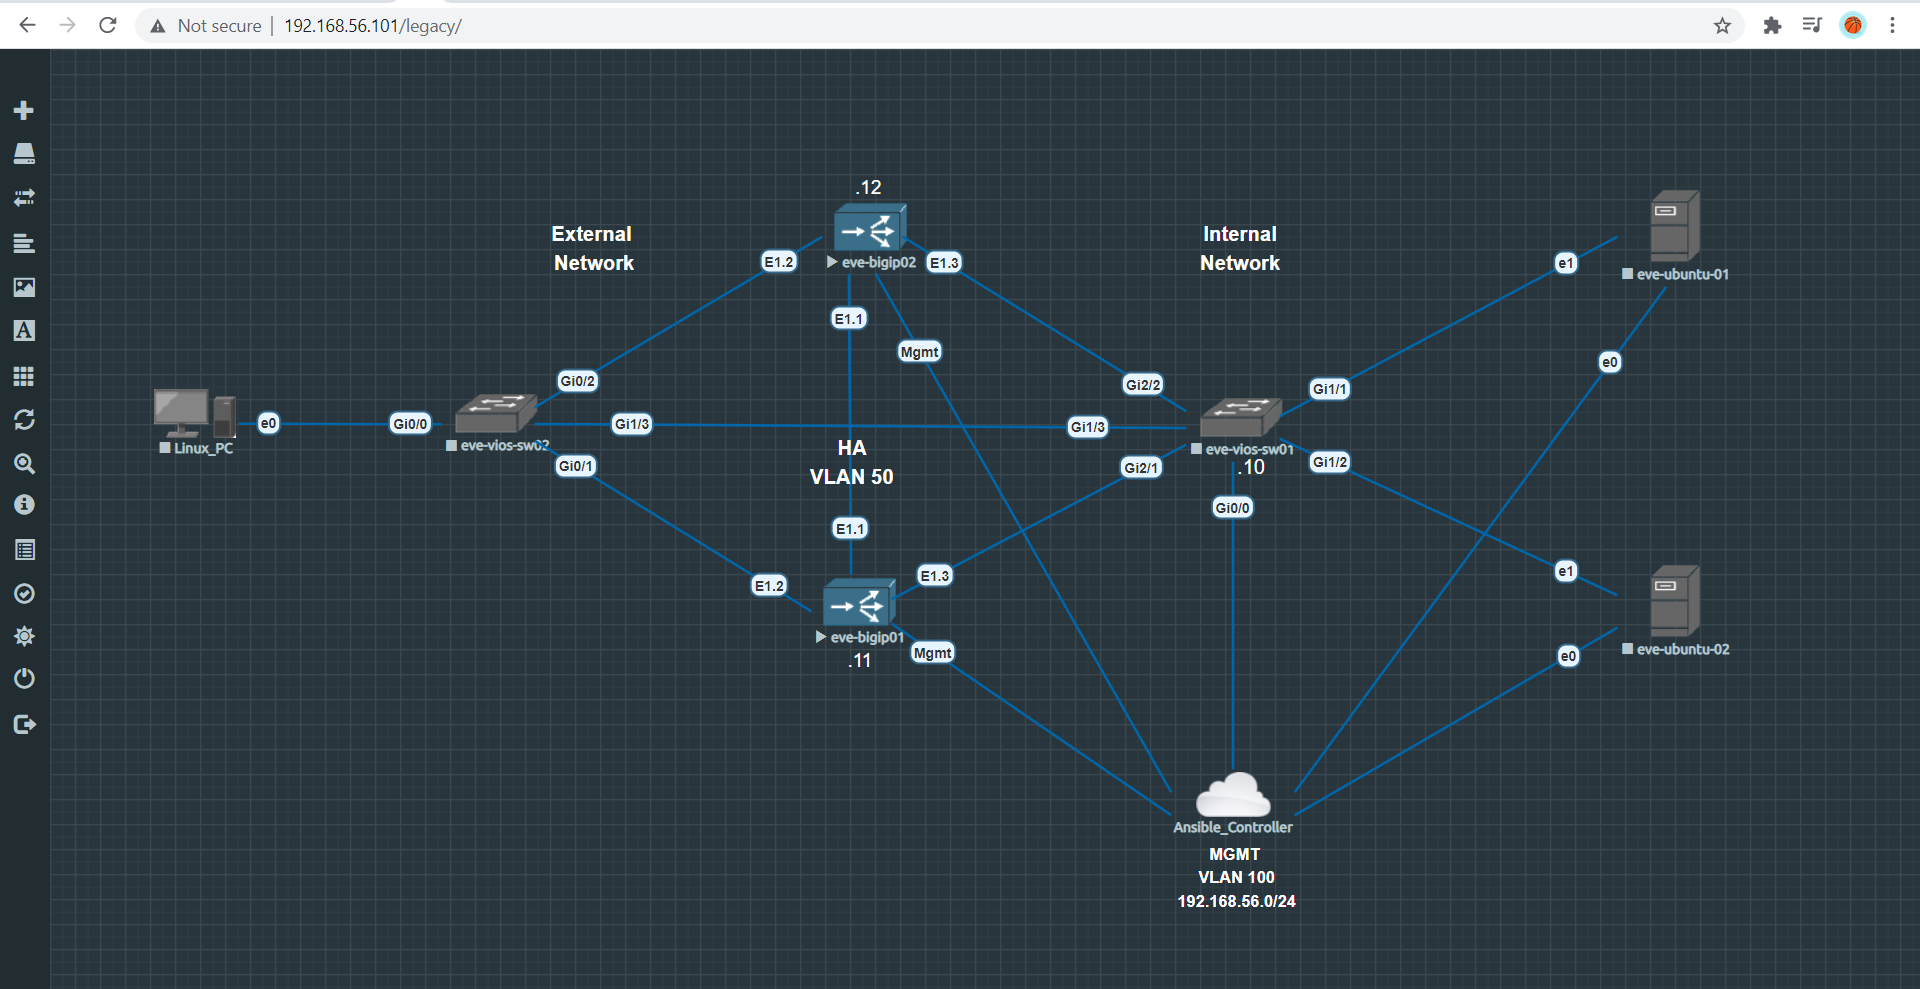 Not secure
192.168.56.101/legacy/
.12
External
Network
Internal
Network
eve-bigip02
E1.2
E1.3
e1
eve-ubuntu-01
E1.1
Mgmt
e0
Gi0/2
Gi2/2
Gi1/1
e0
Gi0/0
Gi1/3
Gi1/3
Linux_PC
eve-vios-sw02
HA
VLAN 50
eve-vios-sw01
.10
Gi0/1
Gi2/1
Gi1/2
Gi0/0
E1.1
E1.2
E1.3
e1
eve-bigip01
.11
Mgmt
e0
eve-ubuntu-02
Ansible_Controller
MGMT
VLAN 100
192.168.56.0/24